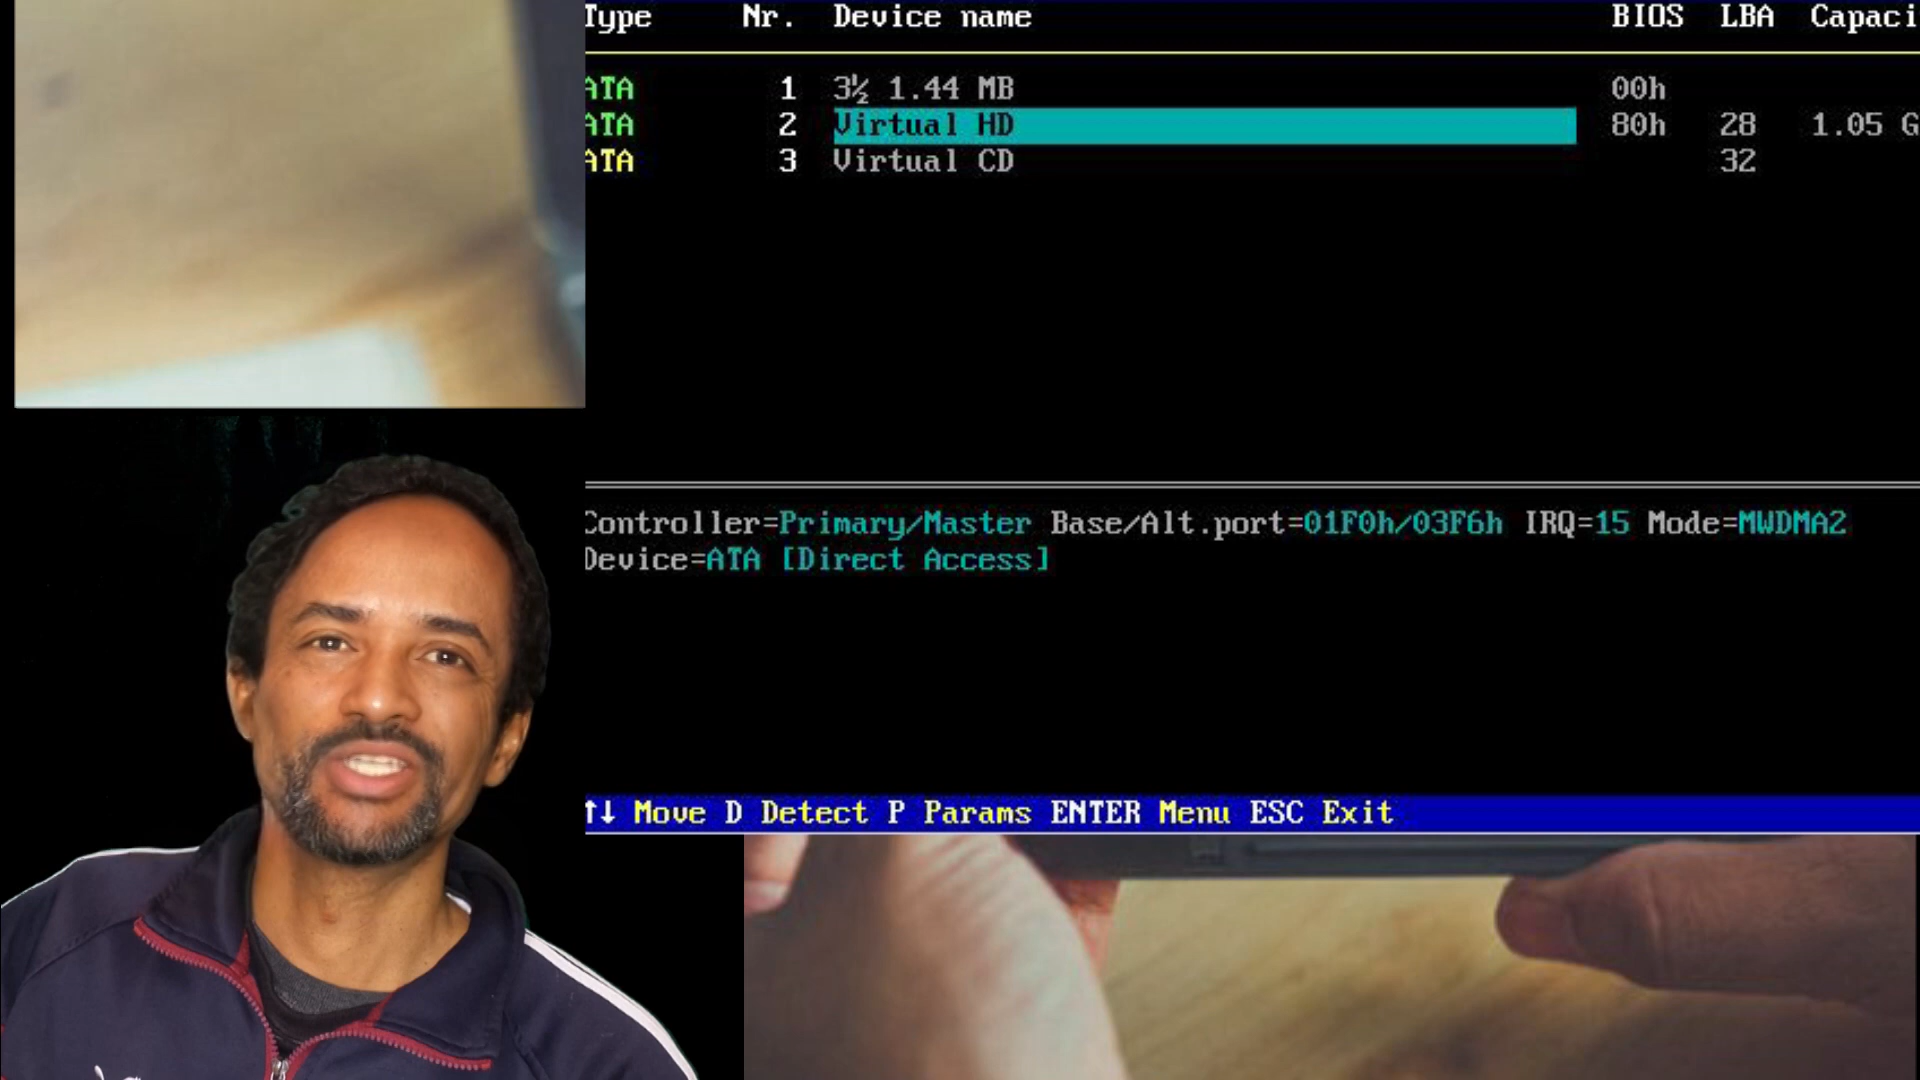 Type Nr. Device name BIOS LBA Capaci
ATA 1 3½ 1.44 MB 00h
ATA 2 Virtual HD 80h 28 1.05 G
ATA 3 Virtual CD 32
Controller=Primary/Master Base/Alt.port=01F0h/03F6h IRQ=15 Mode=MWDMA2
Device=ATA [Direct Access]
↑↓ Move D Detect P Params ENTER Menu ESC Exit